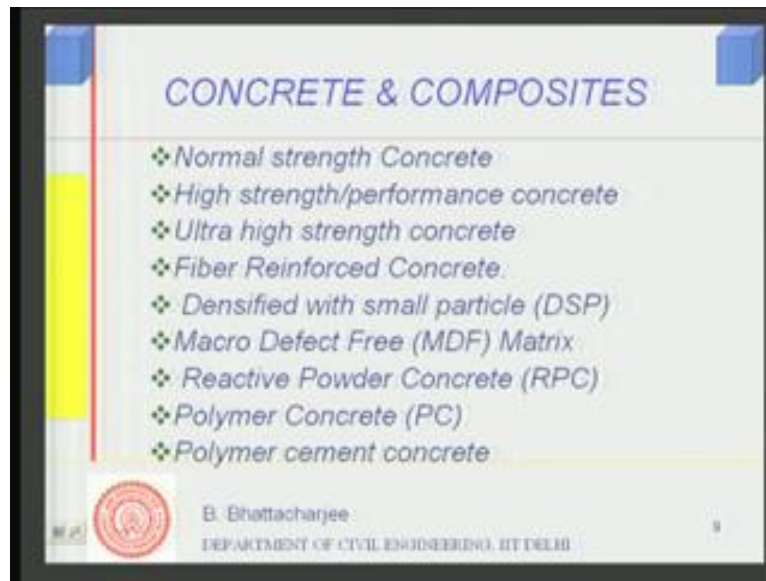 CONCRETE & COMPOSITES
❖Normal strength Concrete
❖High strength/performance concrete
❖Ultra high strength concrete
❖Fiber Reinforced Concrete.
❖ Densified with small particle (DSP)
❖Macro Defect Free (MDF) Matrix
❖ Reactive Powder Concrete (RPC)
❖Polymer Concrete (PC)
❖Polymer cement concrete
B. Bhattacharjee
DEPARTMENT OF CIVIL ENGINEERING, IIT DELHI
9